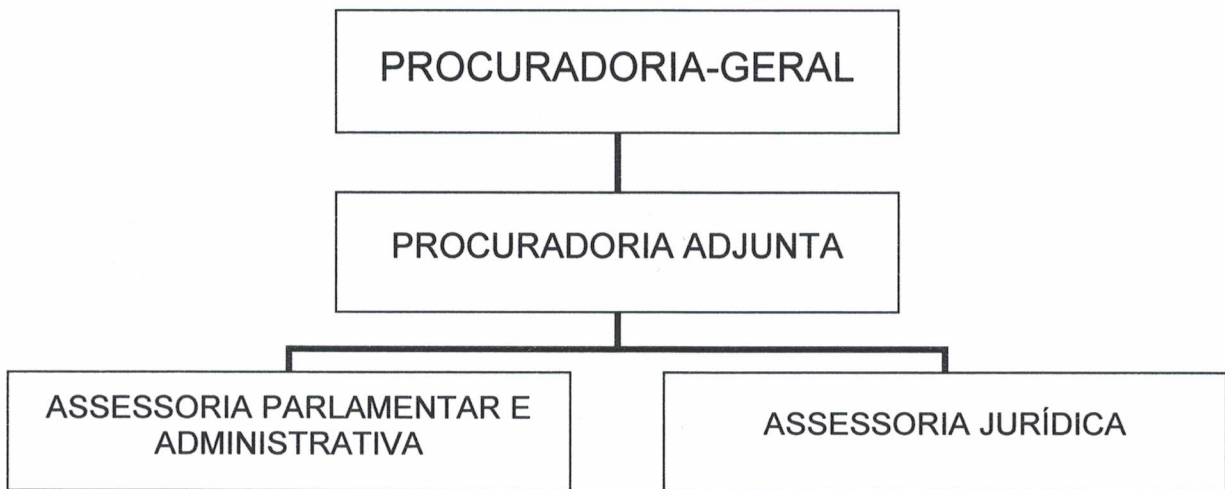 PROCURADORIA-GERAL
PROCURADORIA ADJUNTA
ASSESSORIA PARLAMENTAR E
ADMINISTRATIVA
ASSESSORIA JURÍDICA